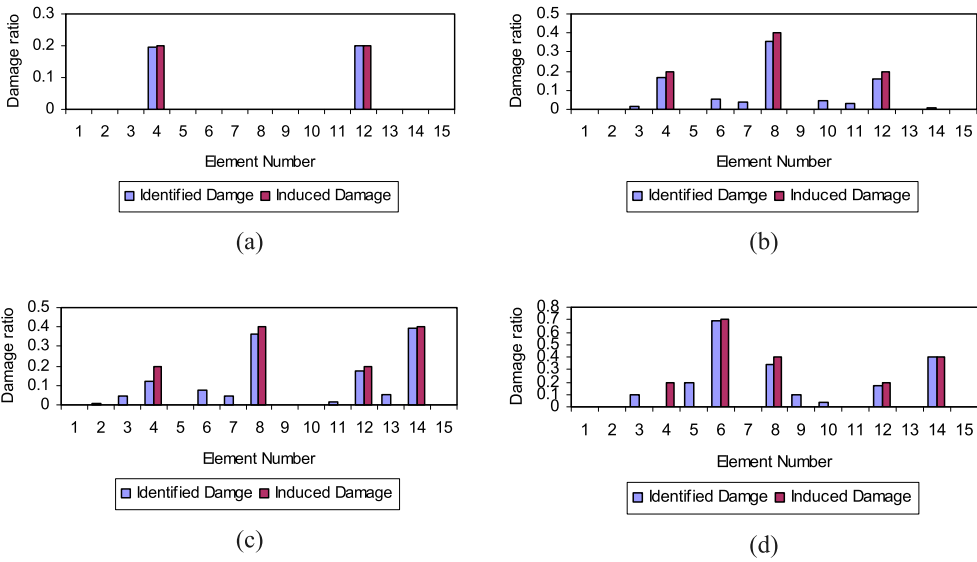 Damage ratio
0.3
0.2
0.1
0
1 2 3 4 5 6 7 8 9 10 11 12 13 14 15
Element Number
Identified Damge Induced Damage
(a)
Damage ratio
0.5
0.4
0.3
0.2
0.1
0
1 2 3 4 5 6 7 8 9 10 11 12 13 14 15
Element Number
Identified Damge Induced Damage
(b)
Damage ratio
0.5
0.4
0.3
0.2
0.1
0
1 2 3 4 5 6 7 8 9 10 11 12 13 14 15
Element Number
Identified Damge Induced Damage
(c)
Damage ratio
0.8
0.7
0.6
0.5
0.4
0.3
0.2
0.1
0
1 2 3 4 5 6 7 8 9 10 11 12 13 14 15
Element Number
Identified Damge Induced Damage
(d)